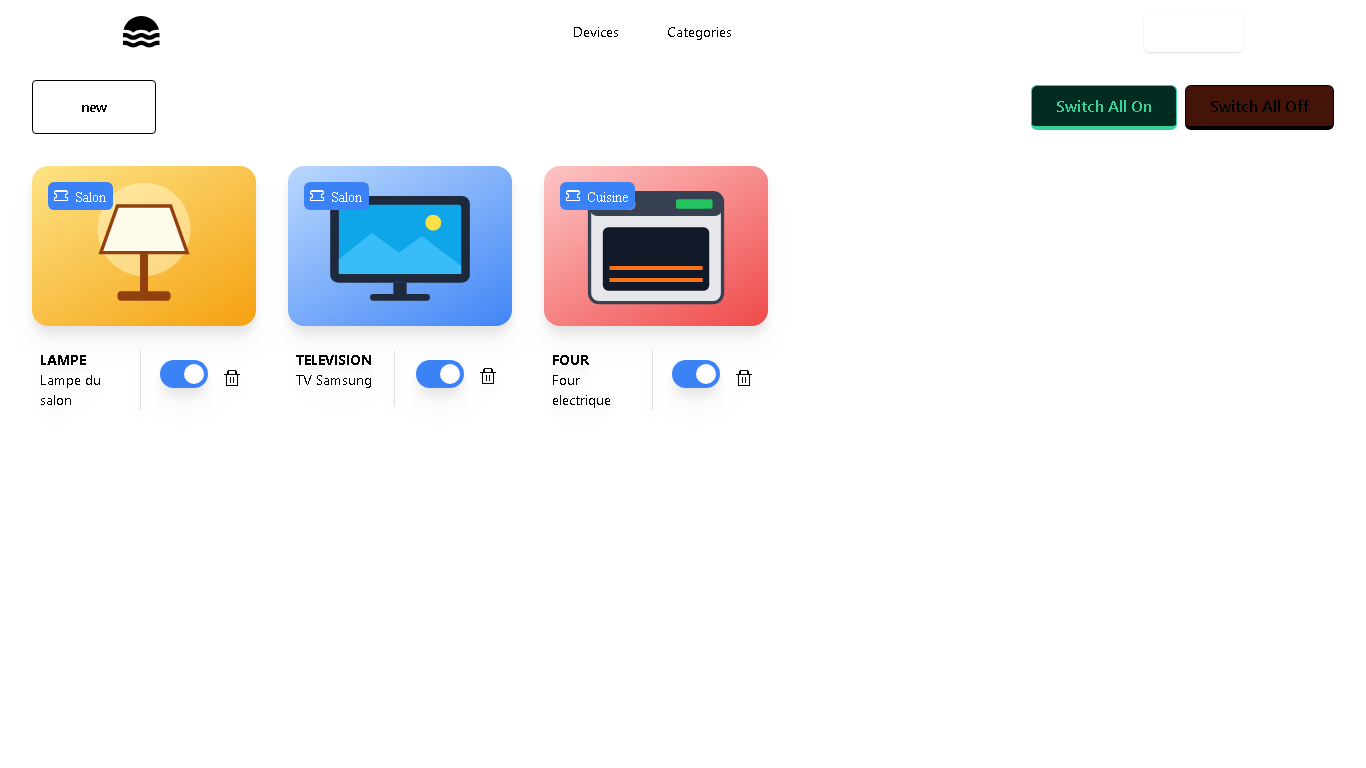 Devices
Categories
new
Switch All On
Switch All Off
Salon
Salon
Cuisine
LAMPE
Lampe du
salon
TELEVISION
TV Samsung
FOUR
Four
electrique